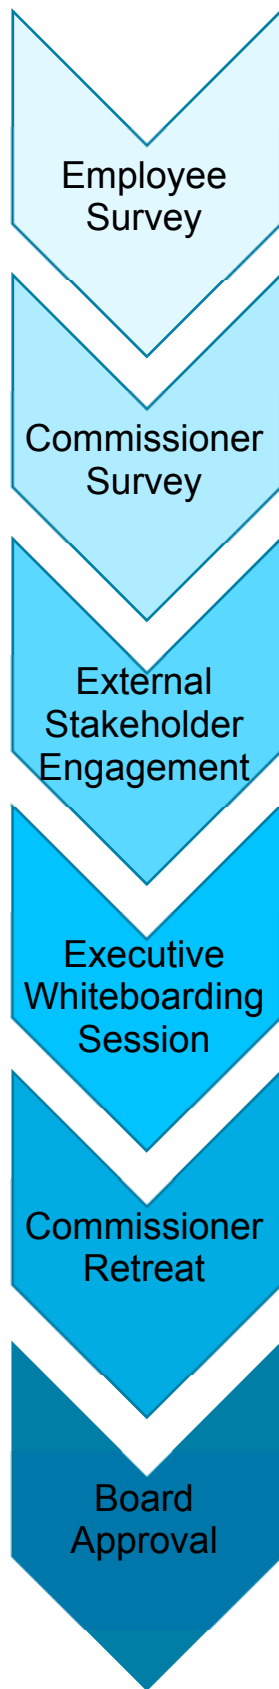 Employee
Survey
Commissioner
Survey
External
Stakeholder
Engagement
Executive
Whiteboarding
Session
Commissioner
Retreat
Board
Approval